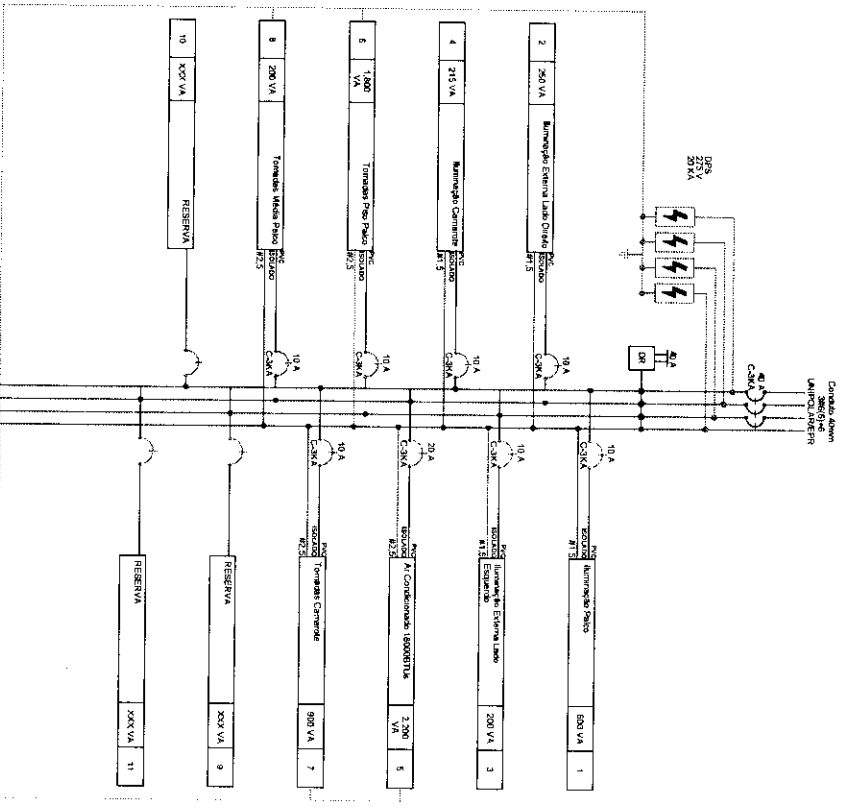 Conduto 40mm
3#6(6)+6
UNIPOLAR/EPR
40 A
C-3KA
DPS
275 V
20 KA
40 A
DR
2
250 VA
Iluminação Externa Lado Direito
PVC
ISOLADO
#1,5
10 A
C-3KA
4
215 VA
Iluminação Camarote
PVC
ISOLADO
#1,5
10 A
C-3KA
6
1.800
VA
Tomadas Piso Palco
PVC
ISOLADO
#2,5
10 A
C-3KA
8
200 VA
Tomadas Média Palco
PVC
ISOLADO
#2,5
10 A
C-3KA
10
XXX VA
RESERVA
PVC
ISOLADO
#1,5
Iluminação Palco
600 VA
1
10 A
C-3KA
PVC
ISOLADO
#1,5
Iluminação Externa Lado
Esquerdo
200 VA
3
20 A
C-3KA
PVC
ISOLADO
#2,5
Ar Condicionado 18000BTUs
2.200
VA
5
10 A
C-3KA
PVC
ISOLADO
#2,5
Tomadas Camarote
900 VA
7
RESERVA
XXX VA
9
RESERVA
XXX VA
11